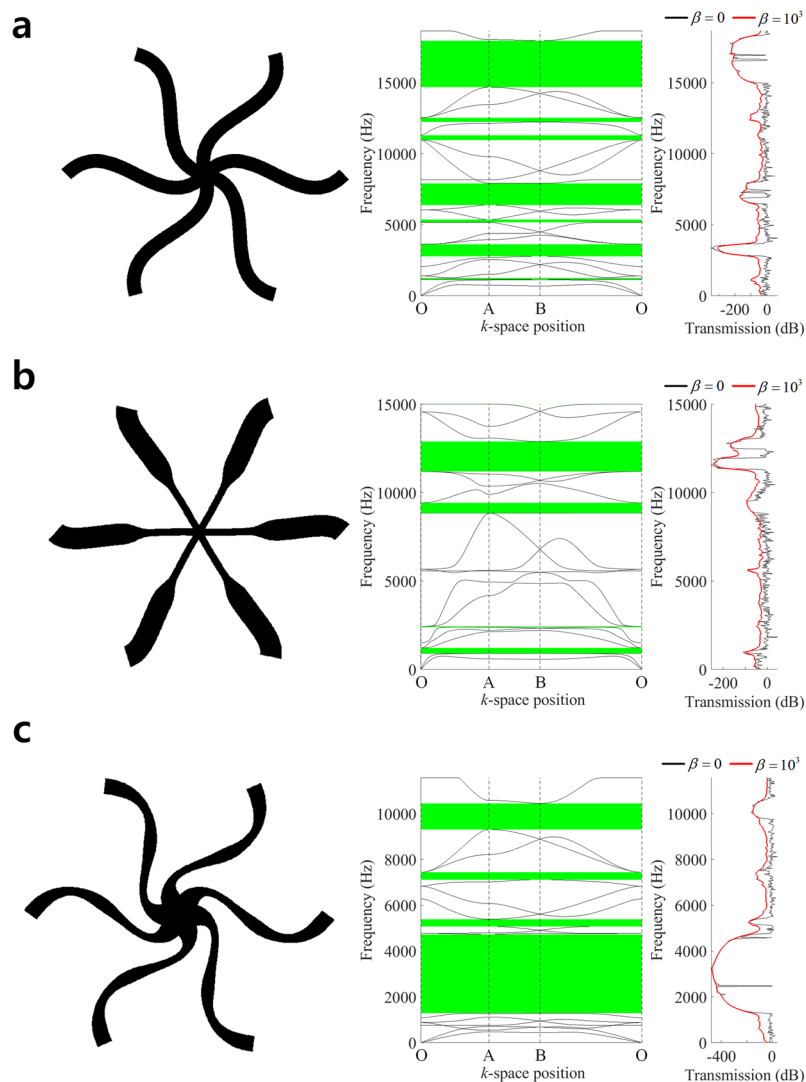 a
β = 0 β = 10³
15000
10000
5000
0
Frequency (Hz)
O A B O
k-space position
15000
10000
5000
0
Frequency (Hz)
-200 0
Transmission (dB)
b
β = 0 β = 10³
15000
10000
5000
0
Frequency (Hz)
O A B O
k-space position
15000
10000
5000
0
Frequency (Hz)
-200 0
Transmission (dB)
c
β = 0 β = 10³
10000
8000
6000
4000
2000
0
Frequency (Hz)
O A B O
k-space position
10000
8000
6000
4000
2000
0
Frequency (Hz)
-400 0
Transmission (dB)